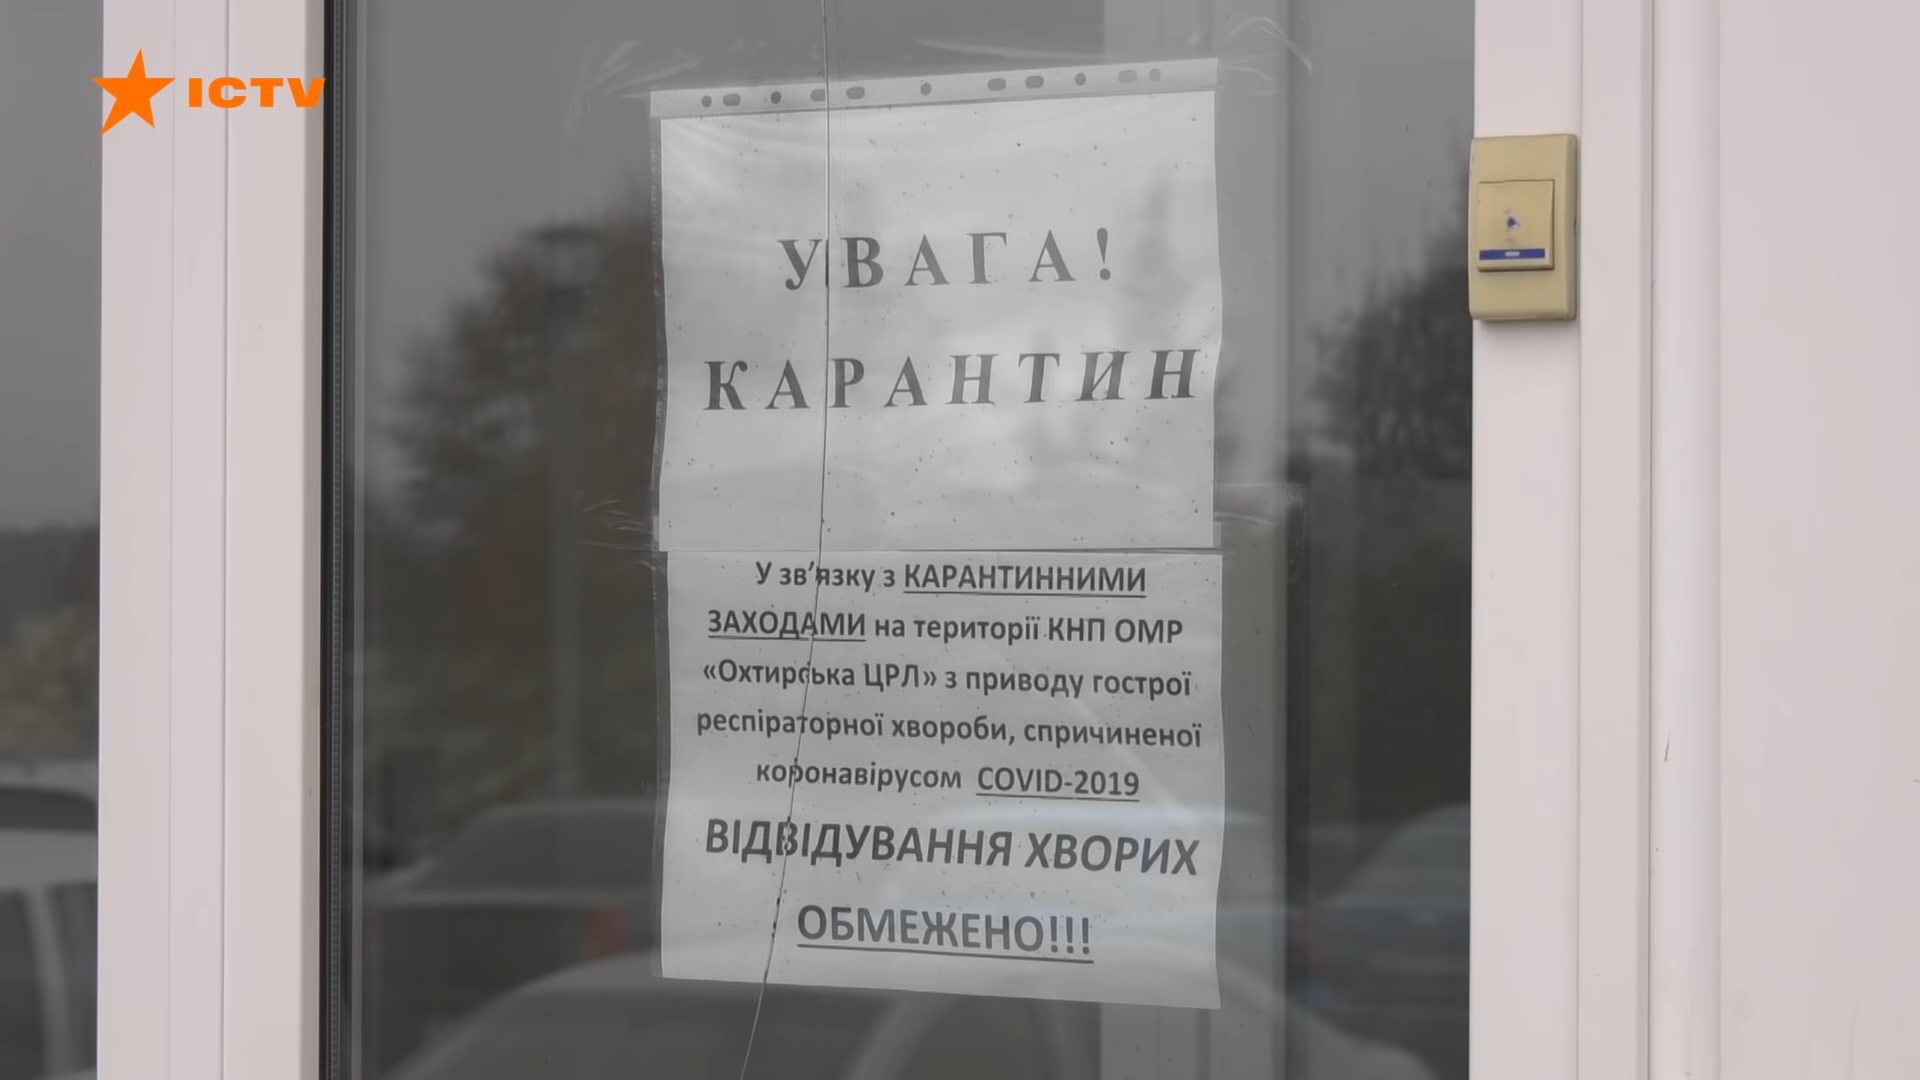 ICTV
УВАГА!
КАРАНТИН
У зв’язку з КАРАНТИННИМИ
ЗАХОДАМИ на території КНП ОМР
«Охтирська ЦРЛ» з приводу гострої
респіраторної хвороби, спричиненої
коронавірусом COVID-2019
ВІДВІДУВАННЯ ХВОРИХ
ОБМЕЖЕНО!!!